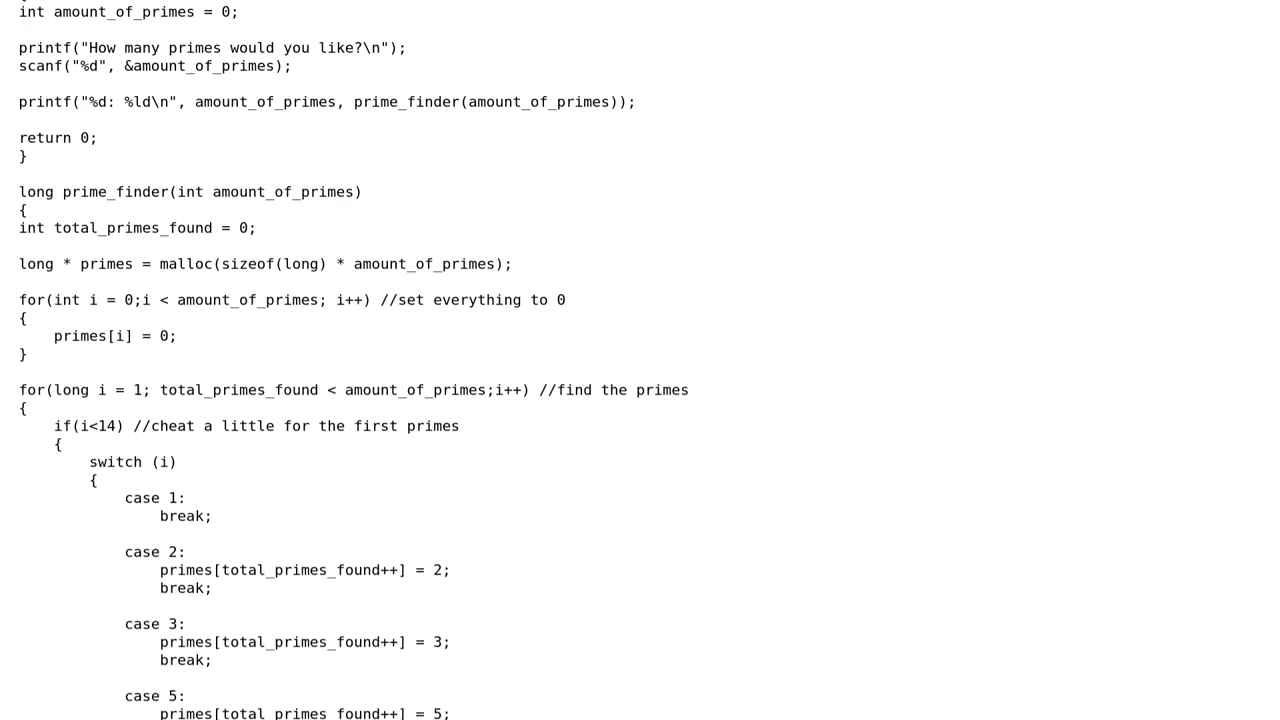 int amount_of_primes = 0;

printf("How many primes would you like?\n");
scanf("%d", &amount_of_primes);

printf("%d: %ld\n", amount_of_primes, prime_finder(amount_of_primes));

return 0;
}

long prime_finder(int amount_of_primes)
{
int total_primes_found = 0;

long * primes = malloc(sizeof(long) * amount_of_primes);

for(int i = 0;i < amount_of_primes; i++) //set everything to 0
{
    primes[i] = 0;
}

for(long i = 1; total_primes_found < amount_of_primes;i++) //find the primes
{
    if(i<14) //cheat a little for the first primes
    {
        switch (i)
        {
            case 1:
                break;

            case 2:
                primes[total_primes_found++] = 2;
                break;

            case 3:
                primes[total_primes_found++] = 3;
                break;

            case 5:
                primes[total_primes_found++] = 5;